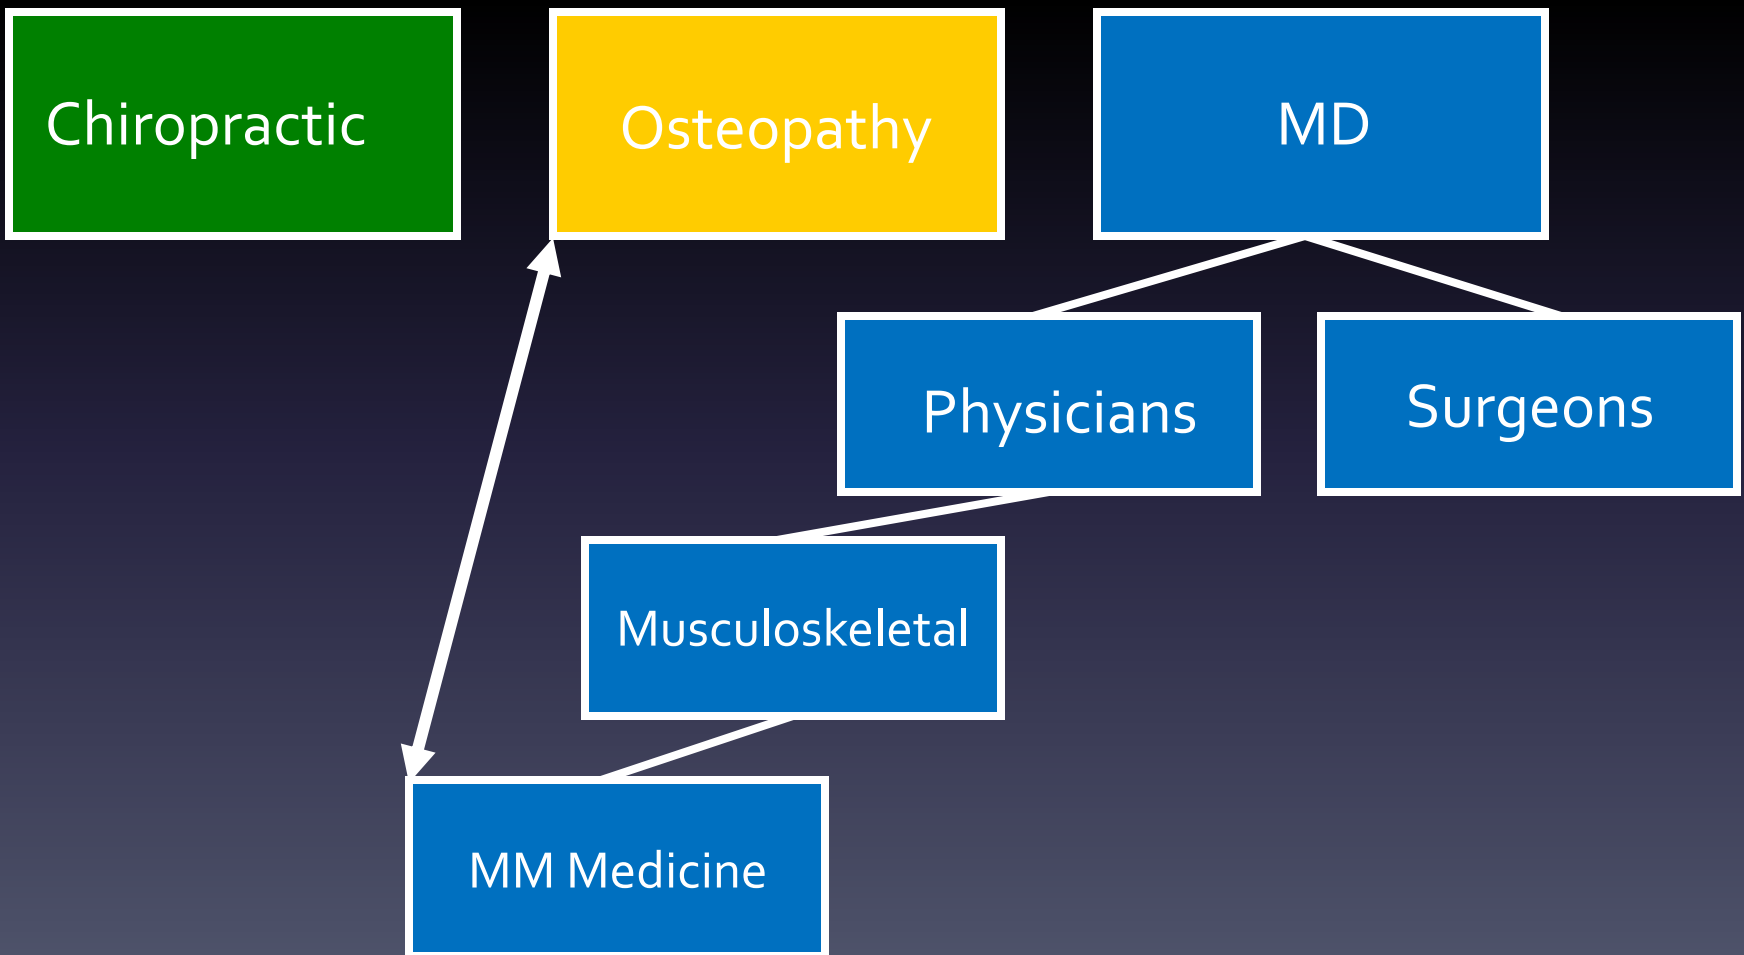 Chiropractic
Osteopathy
MD
Physicians
Surgeons
Musculoskeletal
MM Medicine